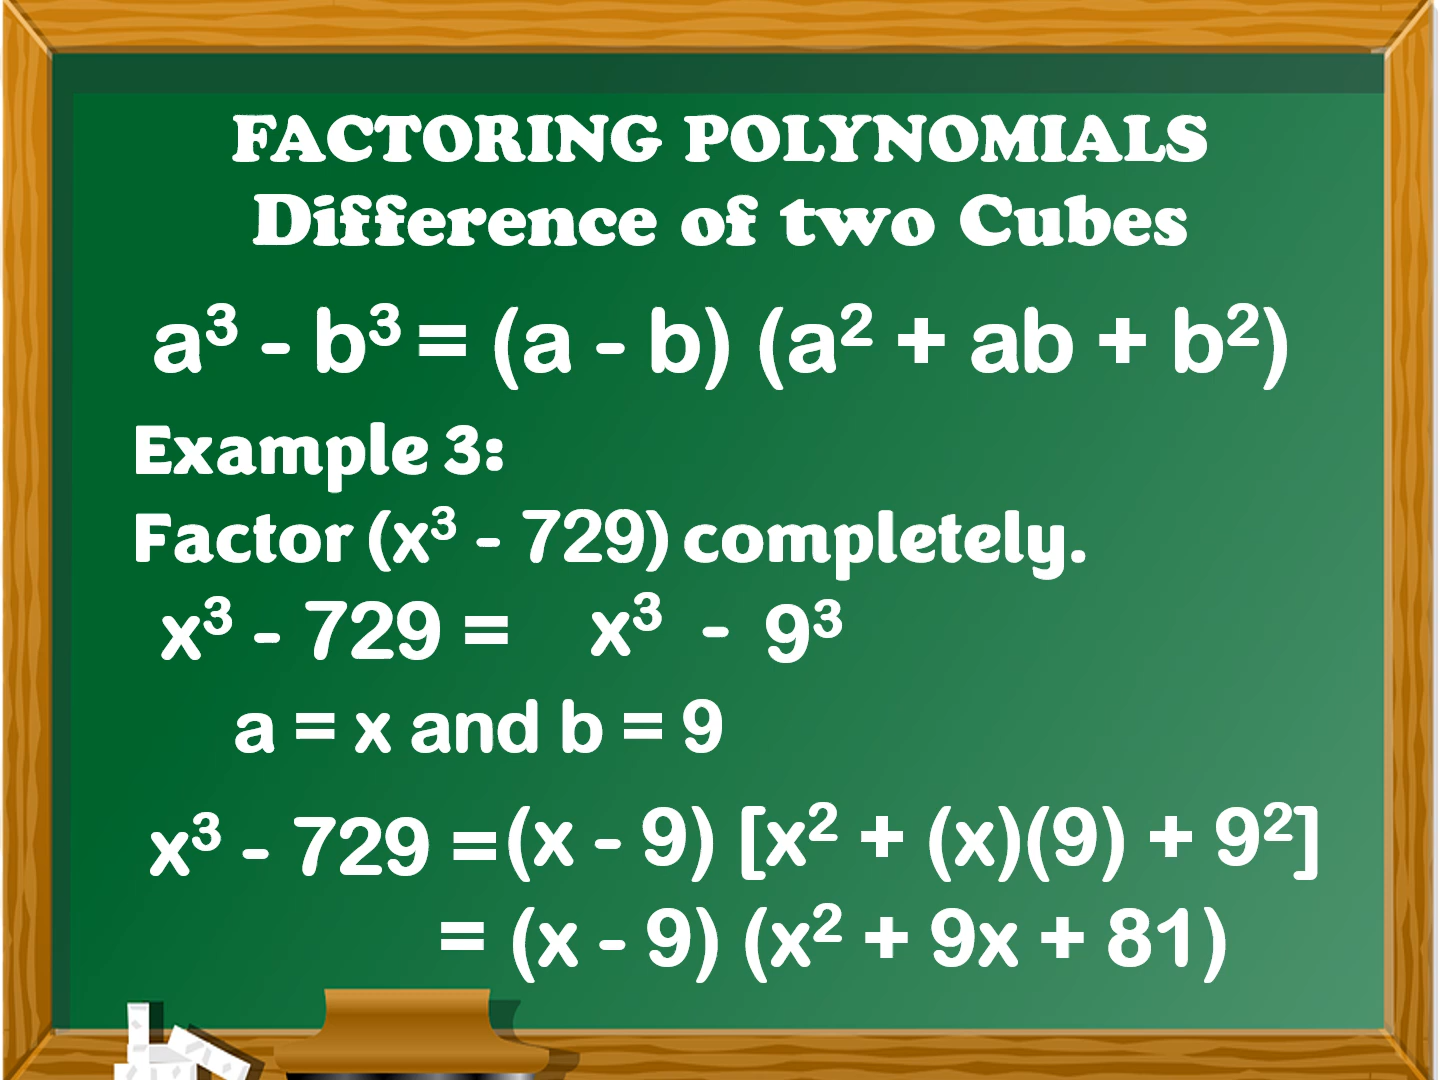 FACTORING POLYNOMIALS
Difference of two Cubes
a³ - b³ = (a - b) (a² + ab + b²)
Example 3:
Factor (x³ - 729) completely.
x³ - 729 = x³ - 9³
a = x and b = 9
x³ - 729 =(x - 9) [x² + (x)(9) + 9²]
= (x - 9) (x² + 9x + 81)